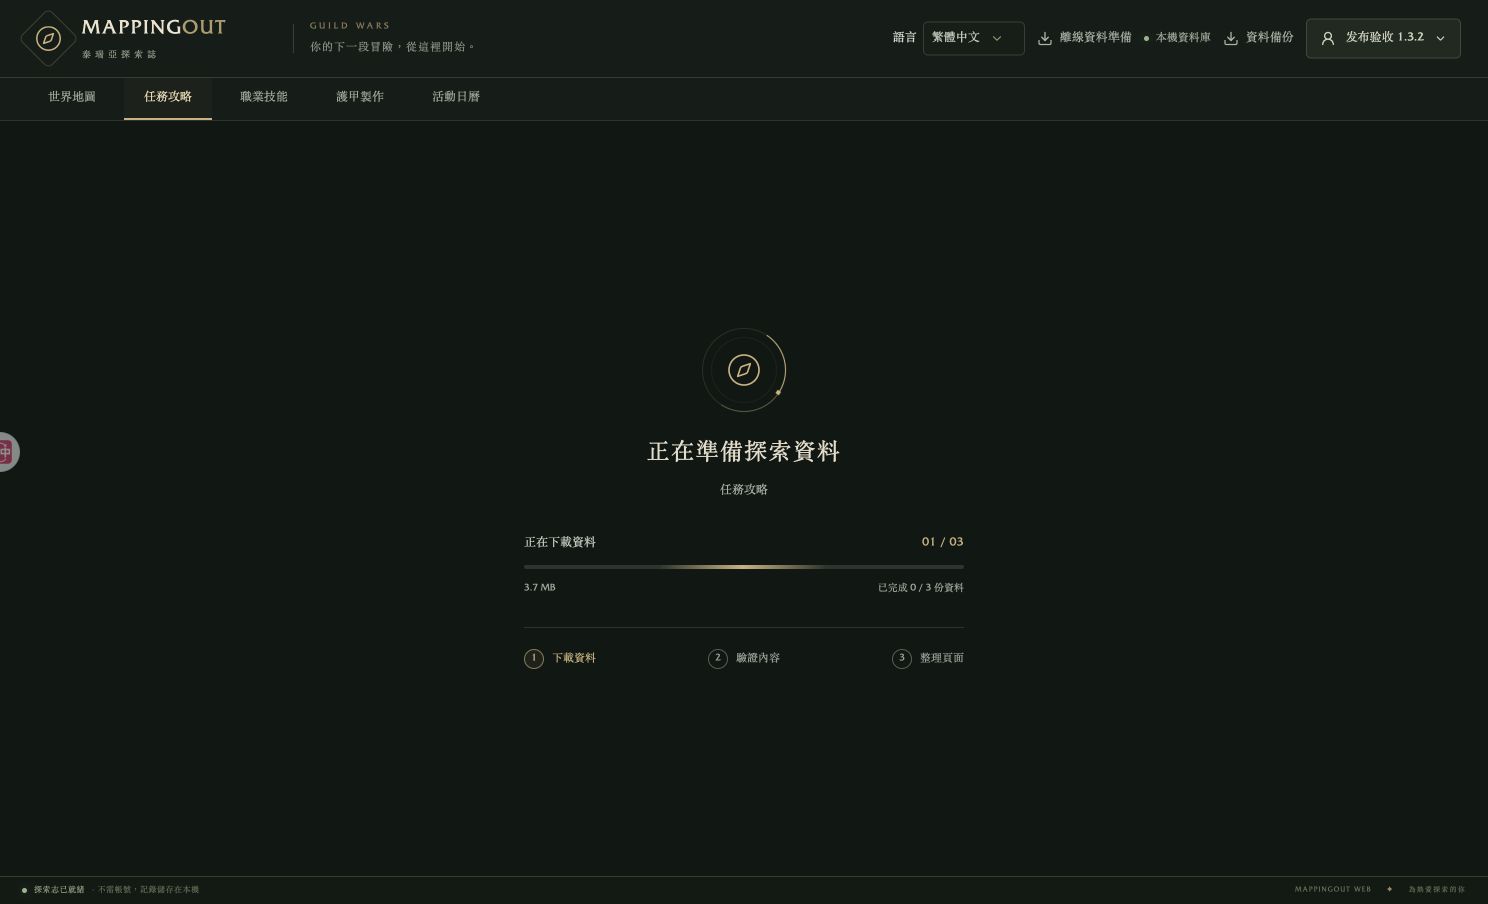 MAPPINGOUT
泰瑞亞探索誌
GUILD WARS
你的下一段冒險，從這裡開始。
語言 繁體中文 離線資料準備 本機資料庫 資料備份 发布验收 1.3.2
世界地圖 任務攻略 職業技能 護甲製作 活動日曆
中
正在準備探索資料
任務攻略
正在下載資料 01 / 03
3.7 MB 已完成 0 / 3 份資料
1 下載資料 2 驗證內容 3 整理頁面
探索志已就緒 · 不需帳號，記錄儲存在本機
MAPPINGOUT WEB ✦ 為熱愛探索的你